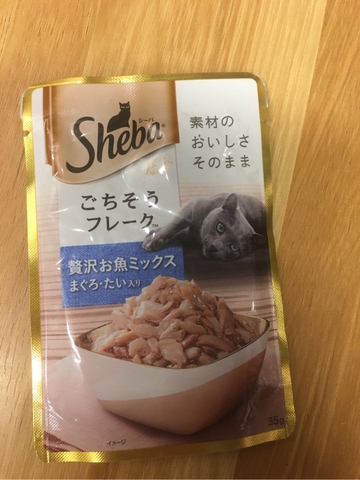 シーバ
Sheba
素材の
おいしさ
そのまま
ごちそう
フレーク
贅沢お魚ミックス
まぐろ・たい入り
35g
イメージ